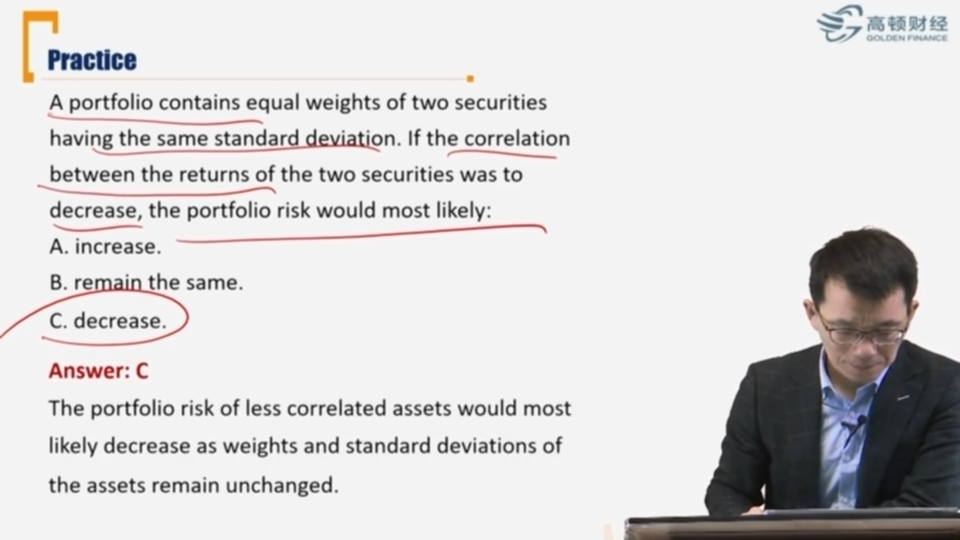 高顿财经
GOLDEN FINANCE
Practice
A portfolio contains equal weights of two securities
having the same standard deviation. If the correlation
between the returns of the two securities was to
decrease, the portfolio risk would most likely:
A. increase.
B. remain the same.
C. decrease.
Answer: C
The portfolio risk of less correlated assets would most
likely decrease as weights and standard deviations of
the assets remain unchanged.